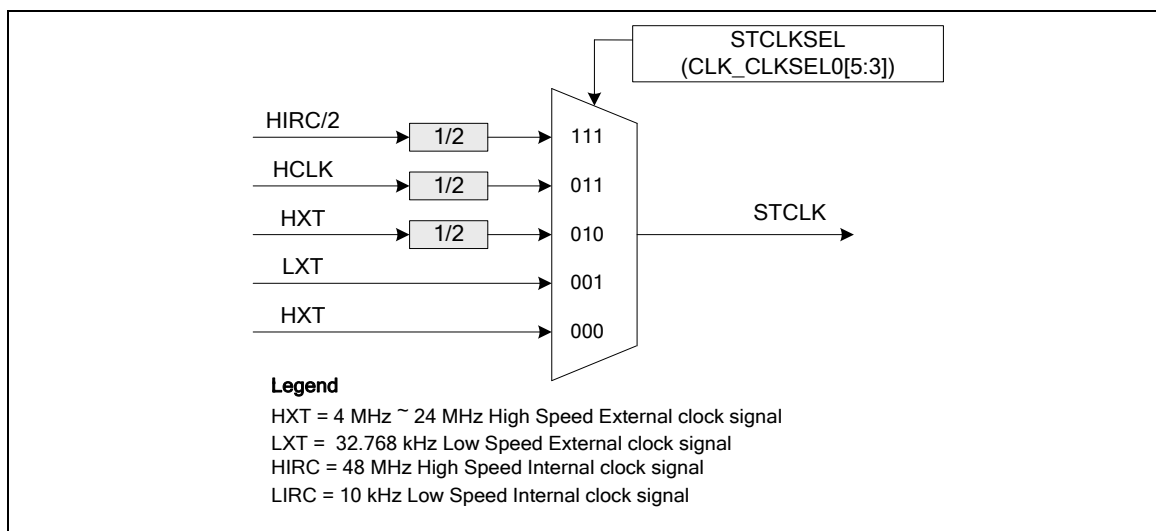 STCLKSEL
(CLK_CLKSEL0[5:3])
HIRC/2
1/2
111
HCLK
1/2
011
HXT
1/2
010
STCLK
LXT
001
HXT
000
Legend
HXT = 4 MHz ~ 24 MHz High Speed External clock signal
LXT = 32.768 kHz Low Speed External clock signal
HIRC = 48 MHz High Speed Internal clock signal
LIRC = 10 kHz Low Speed Internal clock signal